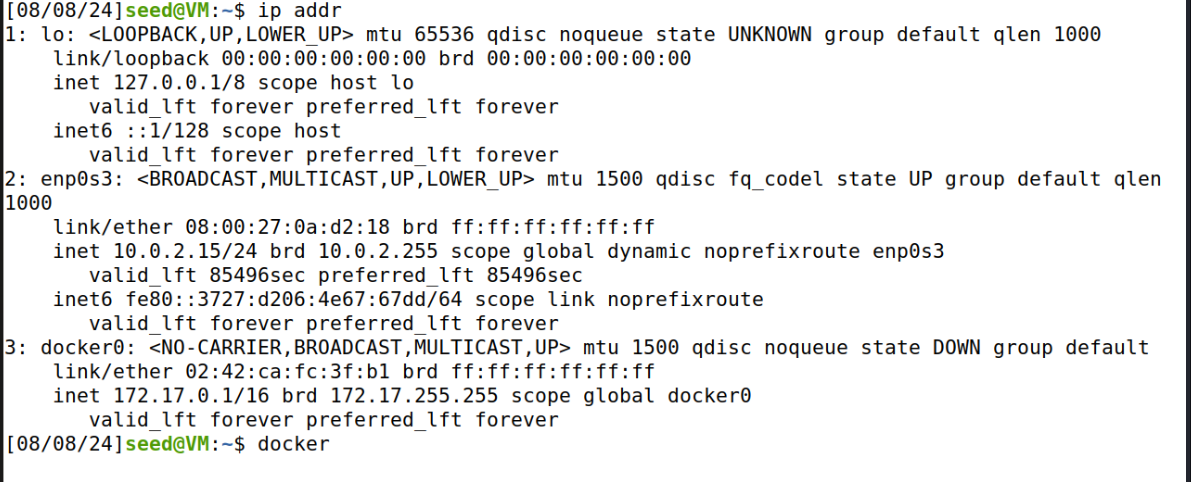 [08/08/24]seed@VM:~$ ip addr
1: lo: <LOOPBACK,UP,LOWER_UP> mtu 65536 qdisc noqueue state UNKNOWN group default qlen 1000
    link/loopback 00:00:00:00:00:00 brd 00:00:00:00:00:00
    inet 127.0.0.1/8 scope host lo
       valid_lft forever preferred_lft forever
    inet6 ::1/128 scope host
       valid_lft forever preferred_lft forever
2: enp0s3: <BROADCAST,MULTICAST,UP,LOWER_UP> mtu 1500 qdisc fq_codel state UP group default qlen
1000
    link/ether 08:00:27:0a:d2:18 brd ff:ff:ff:ff:ff:ff
    inet 10.0.2.15/24 brd 10.0.2.255 scope global dynamic noprefixroute enp0s3
       valid_lft 85496sec preferred_lft 85496sec
    inet6 fe80::3727:d206:4e67:67dd/64 scope link noprefixroute
       valid_lft forever preferred_lft forever
3: docker0: <NO-CARRIER,BROADCAST,MULTICAST,UP> mtu 1500 qdisc noqueue state DOWN group default
    link/ether 02:42:ca:fc:3f:b1 brd ff:ff:ff:ff:ff:ff
    inet 172.17.0.1/16 brd 172.17.255.255 scope global docker0
       valid_lft forever preferred_lft forever
[08/08/24]seed@VM:~$ docker